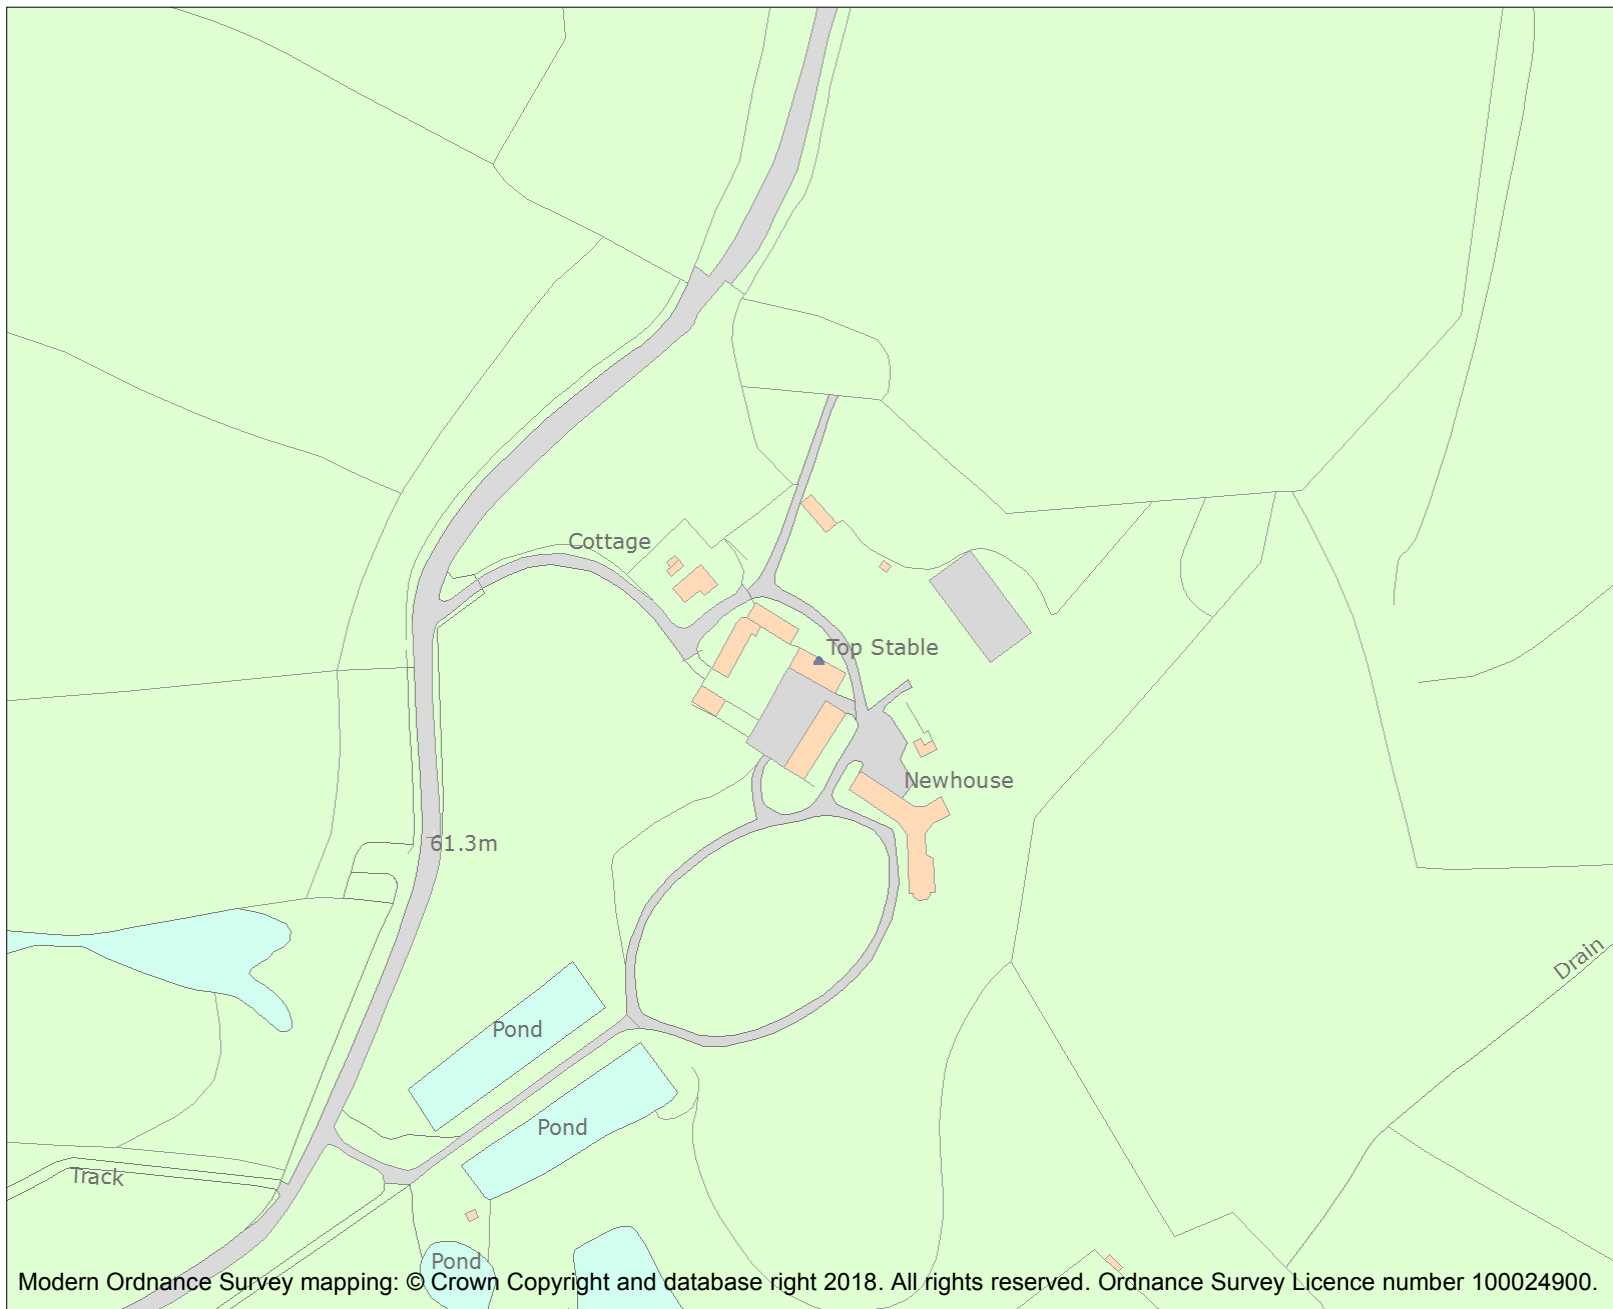 Cottage
Top Stable
Newhouse
61.3m
Drain
Pond
Pond
Track
Pond
Modern Ordnance Survey mapping: © Crown Copyright and database right 2018. All rights reserved. Ordnance Survey Licence number 100024900.